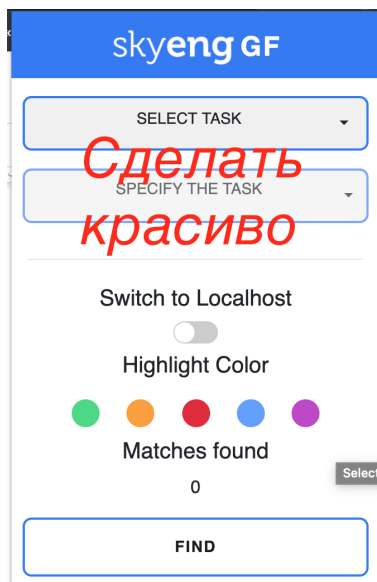 skyeng GF
SELECT TASK
Сделать
SPECIFY THE TASK
красиво
Switch to Localhost
Highlight Color
Matches found
0
Select
FIND